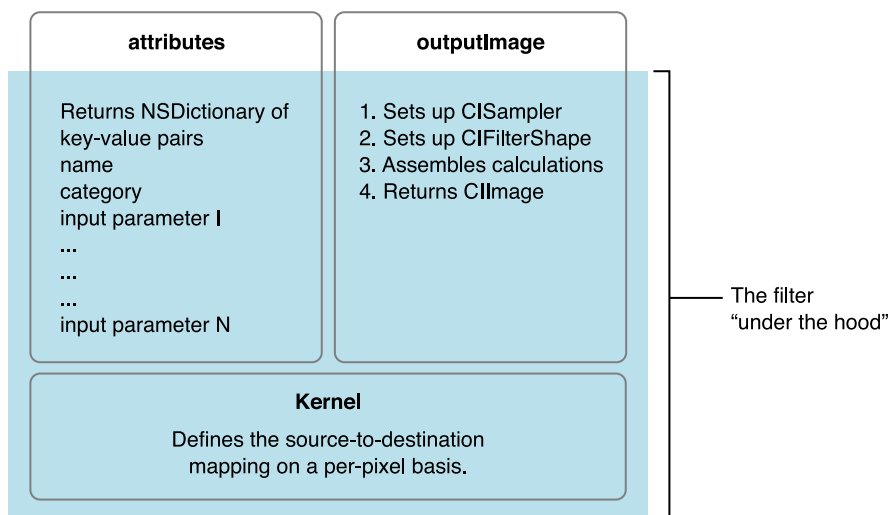 attributes
Returns NSDictionary of
key-value pairs
name
category
input parameter I
...
...
...
input parameter N
outputImage
1. Sets up CISampler
2. Sets up CIFilterShape
3. Assembles calculations
4. Returns CIImage
Kernel
Defines the source-to-destination
mapping on a per-pixel basis.
The filter
“under the hood”